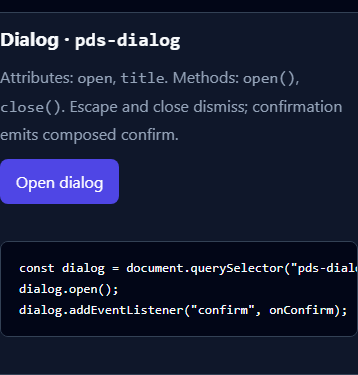 Dialog · pds-dialog
Attributes: open, title. Methods: open(),
close(). Escape and close dismiss; confirmation
emits composed confirm.
Open dialog
const dialog = document.querySelector("pds-dialo
dialog.open();
dialog.addEventListener("confirm", onConfirm);